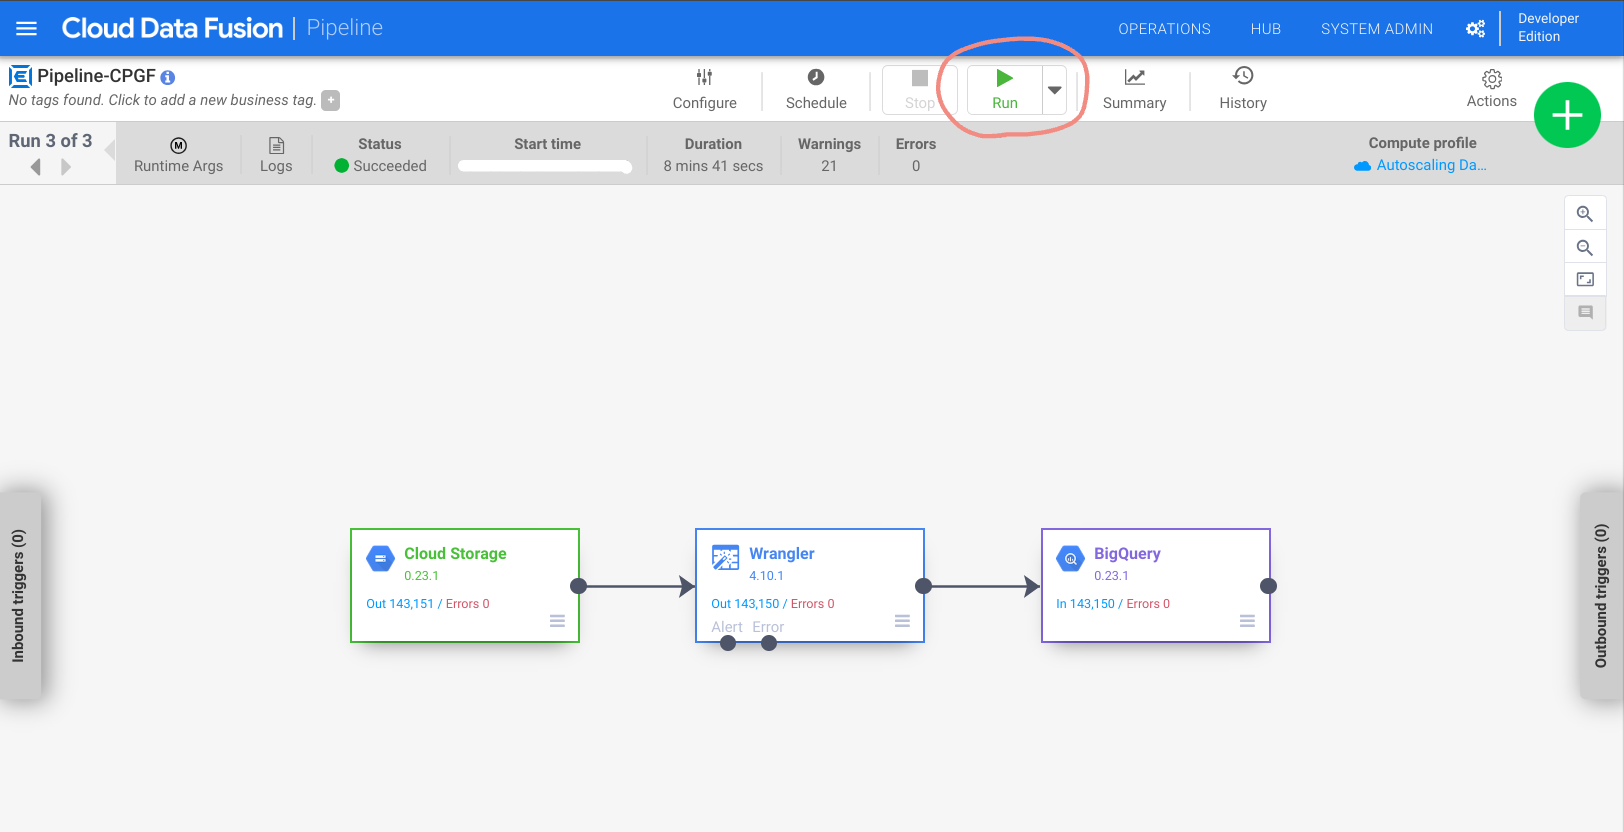 Cloud Data Fusion | Pipeline
OPERATIONS HUB SYSTEM ADMIN Developer Edition
Pipeline-CPGF
No tags found. Click to add a new business tag. +
Configure Schedule Stop Run Summary History Actions
Run 3 of 3
Runtime Args
Logs
Status
Succeeded
Start time
Duration
8 mins 41 secs
Warnings
21
Errors
0
Compute profile
Autoscaling Da...
Inbound triggers (0)
Cloud Storage
0.23.1
Out 143,151 / Errors 0
Wrangler
4.10.1
Out 143,150 / Errors 0
Alert Error
BigQuery
0.23.1
In 143,150 / Errors 0
Outbound triggers (0)